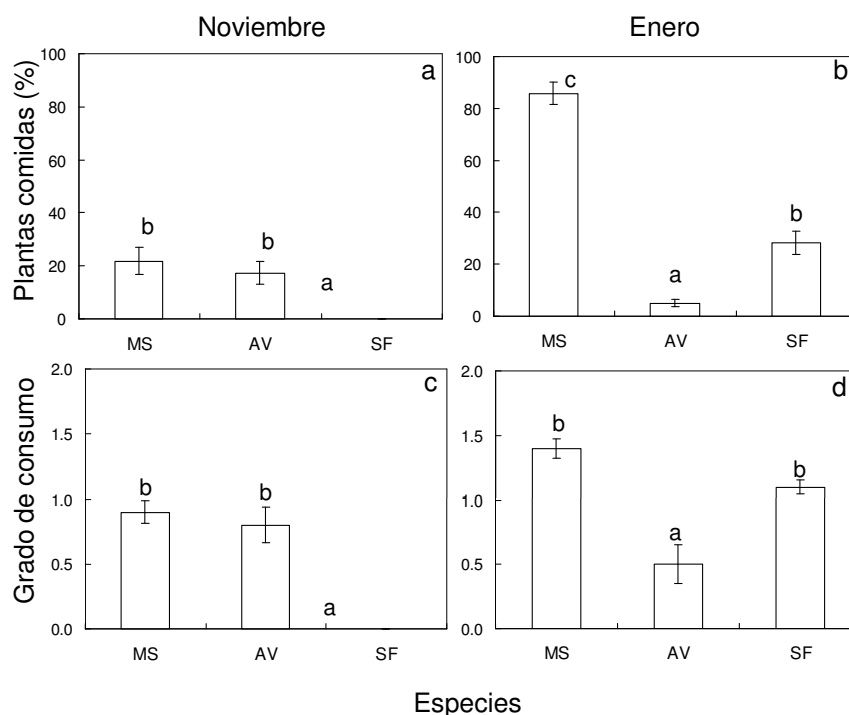 Noviembre
Enero
Plantas comidas (%)
100
80
60
40
20
0
a
b
b
a
MS AV SF
100
80
60
40
20
0
b
c
a
b
MS AV SF
Grado de consumo
2.0
1.5
1.0
0.5
0.0
c
b
b
a
MS AV SF
2.0
1.5
1.0
0.5
0.0
d
b
a
b
MS AV SF
Especies